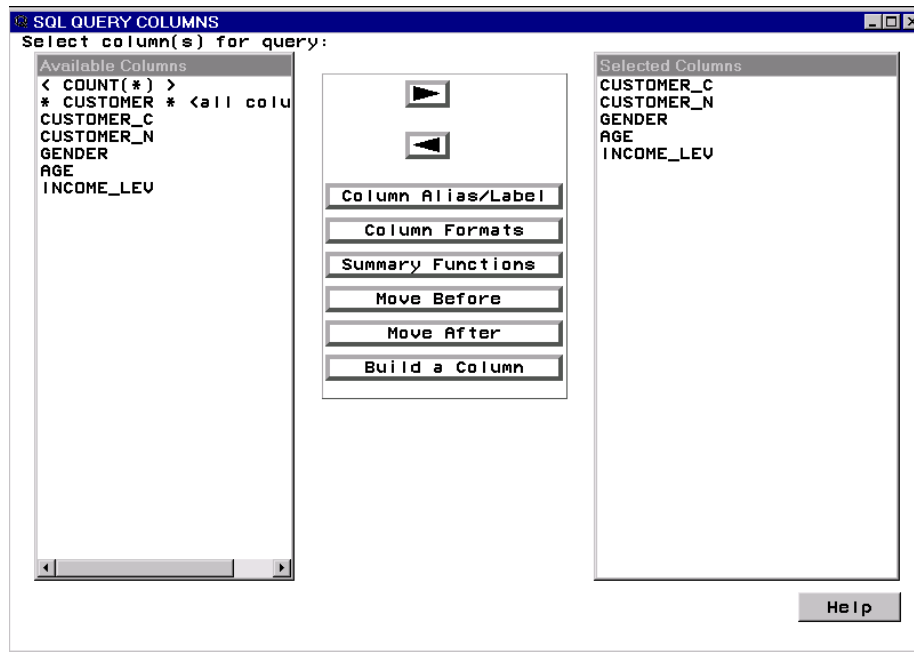 SQL QUERY COLUMNS
Select column(s) for query:
Available Columns
< COUNT(*) >
* CUSTOMER * <all colu
CUSTOMER_C
CUSTOMER_N
GENDER
AGE
INCOME_LEV
Column Alias/Label
Column Formats
Summary Functions
Move Before
Move After
Build a Column
Selected Columns
CUSTOMER_C
CUSTOMER_N
GENDER
AGE
INCOME_LEV
Help